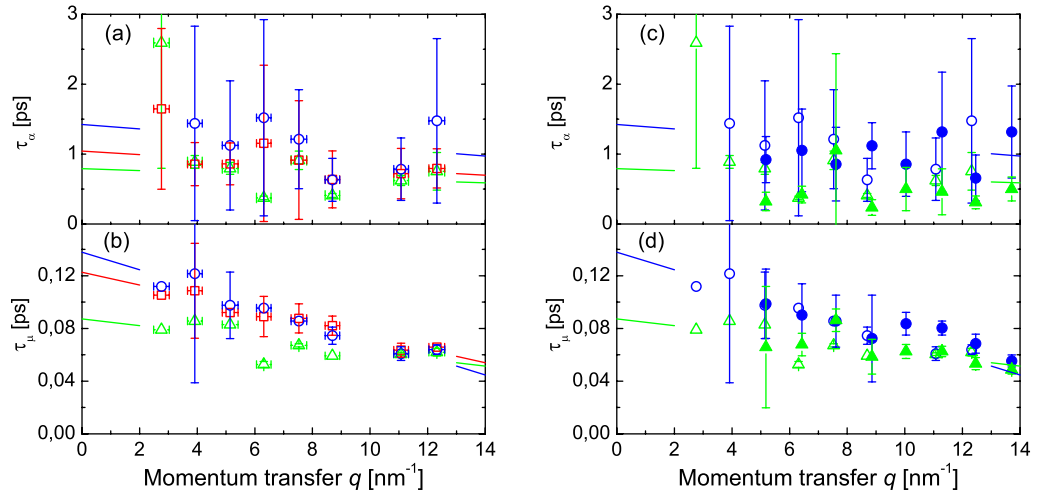 (a)
(c)
3
2
1
0
τα [ps]
3
2
1
0
τα [ps]
(b)
(d)
0,12
0,08
0,04
0,00
τμ [ps]
0,12
0,08
0,04
0,00
τμ [ps]
0 2 4 6 8 10 12 14
0 2 4 6 8 10 12 14
Momentum transfer q [nm⁻¹]
Momentum transfer q [nm⁻¹]